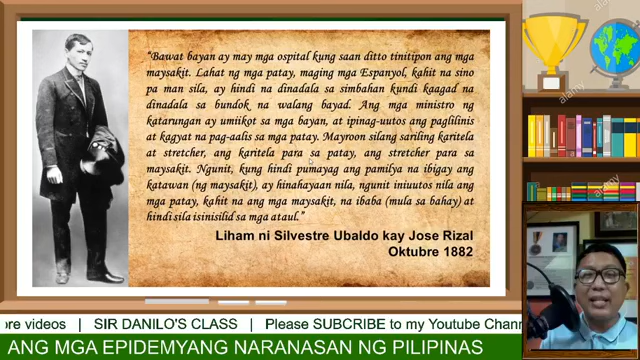 "Bawat bayan ay may mga ospital kung saan ditto tinitipon ang mga
maysakit. Lahat ng mga patay, maging mga Espanyol, kahit na sino
pa man sila, ay hindi na dinadala sa simbahan kundi kaagad na
dinadala sa bundok na walang bayad. Ang mga ministro ng
katarungan ay umiikot sa mga bayan, at ipinag-uutos ang paglilinis
at kagyat na pag-aalis sa mga patay. Mayroon silang sariling karitela
at stretcher, ang karitela para sa patay, ang stretcher para sa
maysakit. Ngunit, kung hindi pumayag ang pamilya na ibigay ang
katawan (ng maysakit), ay hinahayaan nila, ngunit iniuutos nila ang
mga patay, kahit na ang mga maysakit, na ibaba (mula sa bahay) at
hindi sila isinisilid sa mga ataul."
Liham ni Silvestre Ubaldo kay Jose Rizal
Oktubre 1882
alamy
alamy
alamy
ore videos | SIR DANILO'S CLASS | Please SUBCRIBE to my Youtube Chann
ANG MGA EPIDEMYANG NARANASAN NG PILIPINAS